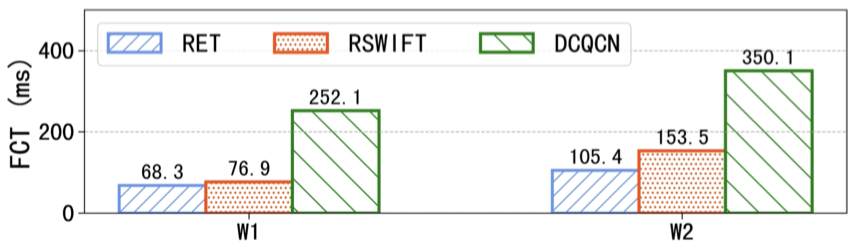 FCT (ms)
400
200
0
RET
RSWIFT
DCQCN
68.3
76.9
252.1
105.4
153.5
350.1
W1
W2